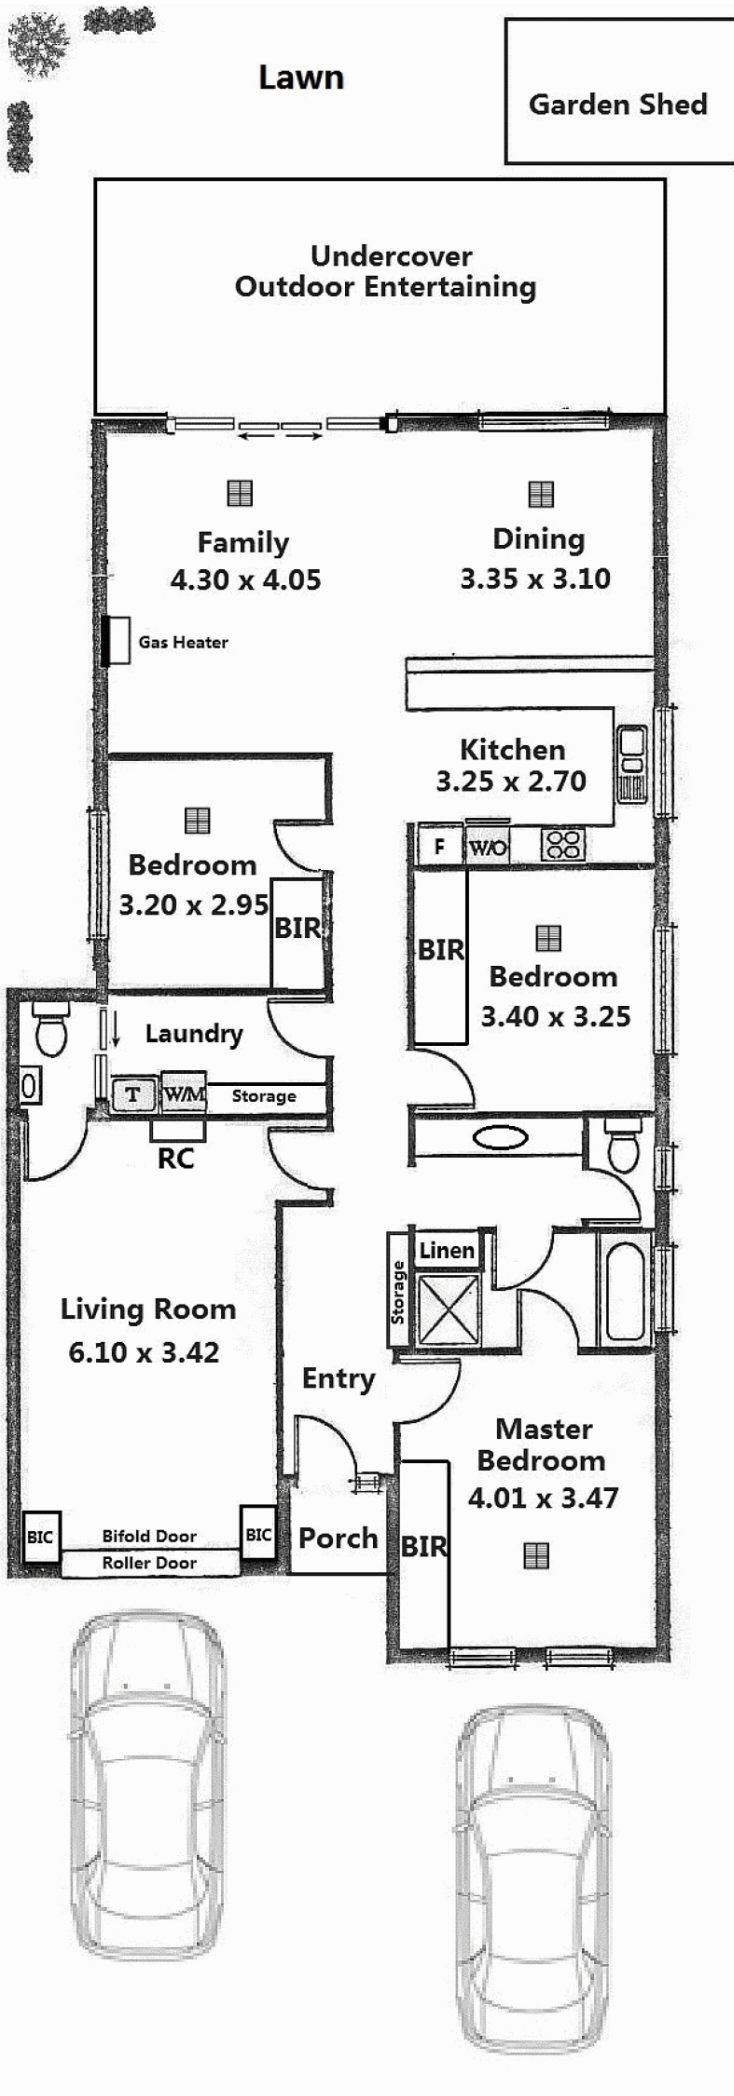 Lawn
Garden Shed
Undercover
Outdoor Entertaining
Family
4.30 x 4.05
Dining
3.35 x 3.10
Gas Heater
Kitchen
3.25 x 2.70
F
W/O
Bedroom
3.20 x 2.95
BIR
BIR
Bedroom
3.40 x 3.25
Laundry
T
W/M
Storage
RC
Linen
Storage
Living Room
6.10 x 3.42
Entry
Master
Bedroom
4.01 x 3.47
BIC
Bifold Door
Roller Door
BIC
Porch
BIR